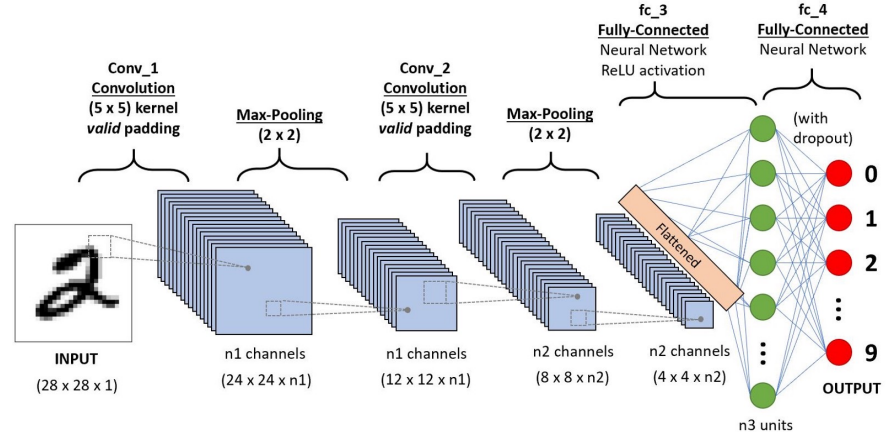 fc_3
Fully-Connected
Neural Network
ReLU activation
fc_4
Fully-Connected
Neural Network
Conv_1
Convolution
(5 x 5) kernel
valid padding
Max-Pooling
(2 x 2)
Conv_2
Convolution
(5 x 5) kernel
valid padding
Max-Pooling
(2 x 2)
(with
dropout)
Flattened
0
1
2
9
INPUT
(28 x 28 x 1)
n1 channels
(24 x 24 x n1)
n1 channels
(12 x 12 x n1)
n2 channels
(8 x 8 x n2)
n2 channels
(4 x 4 x n2)
OUTPUT
n3 units
2